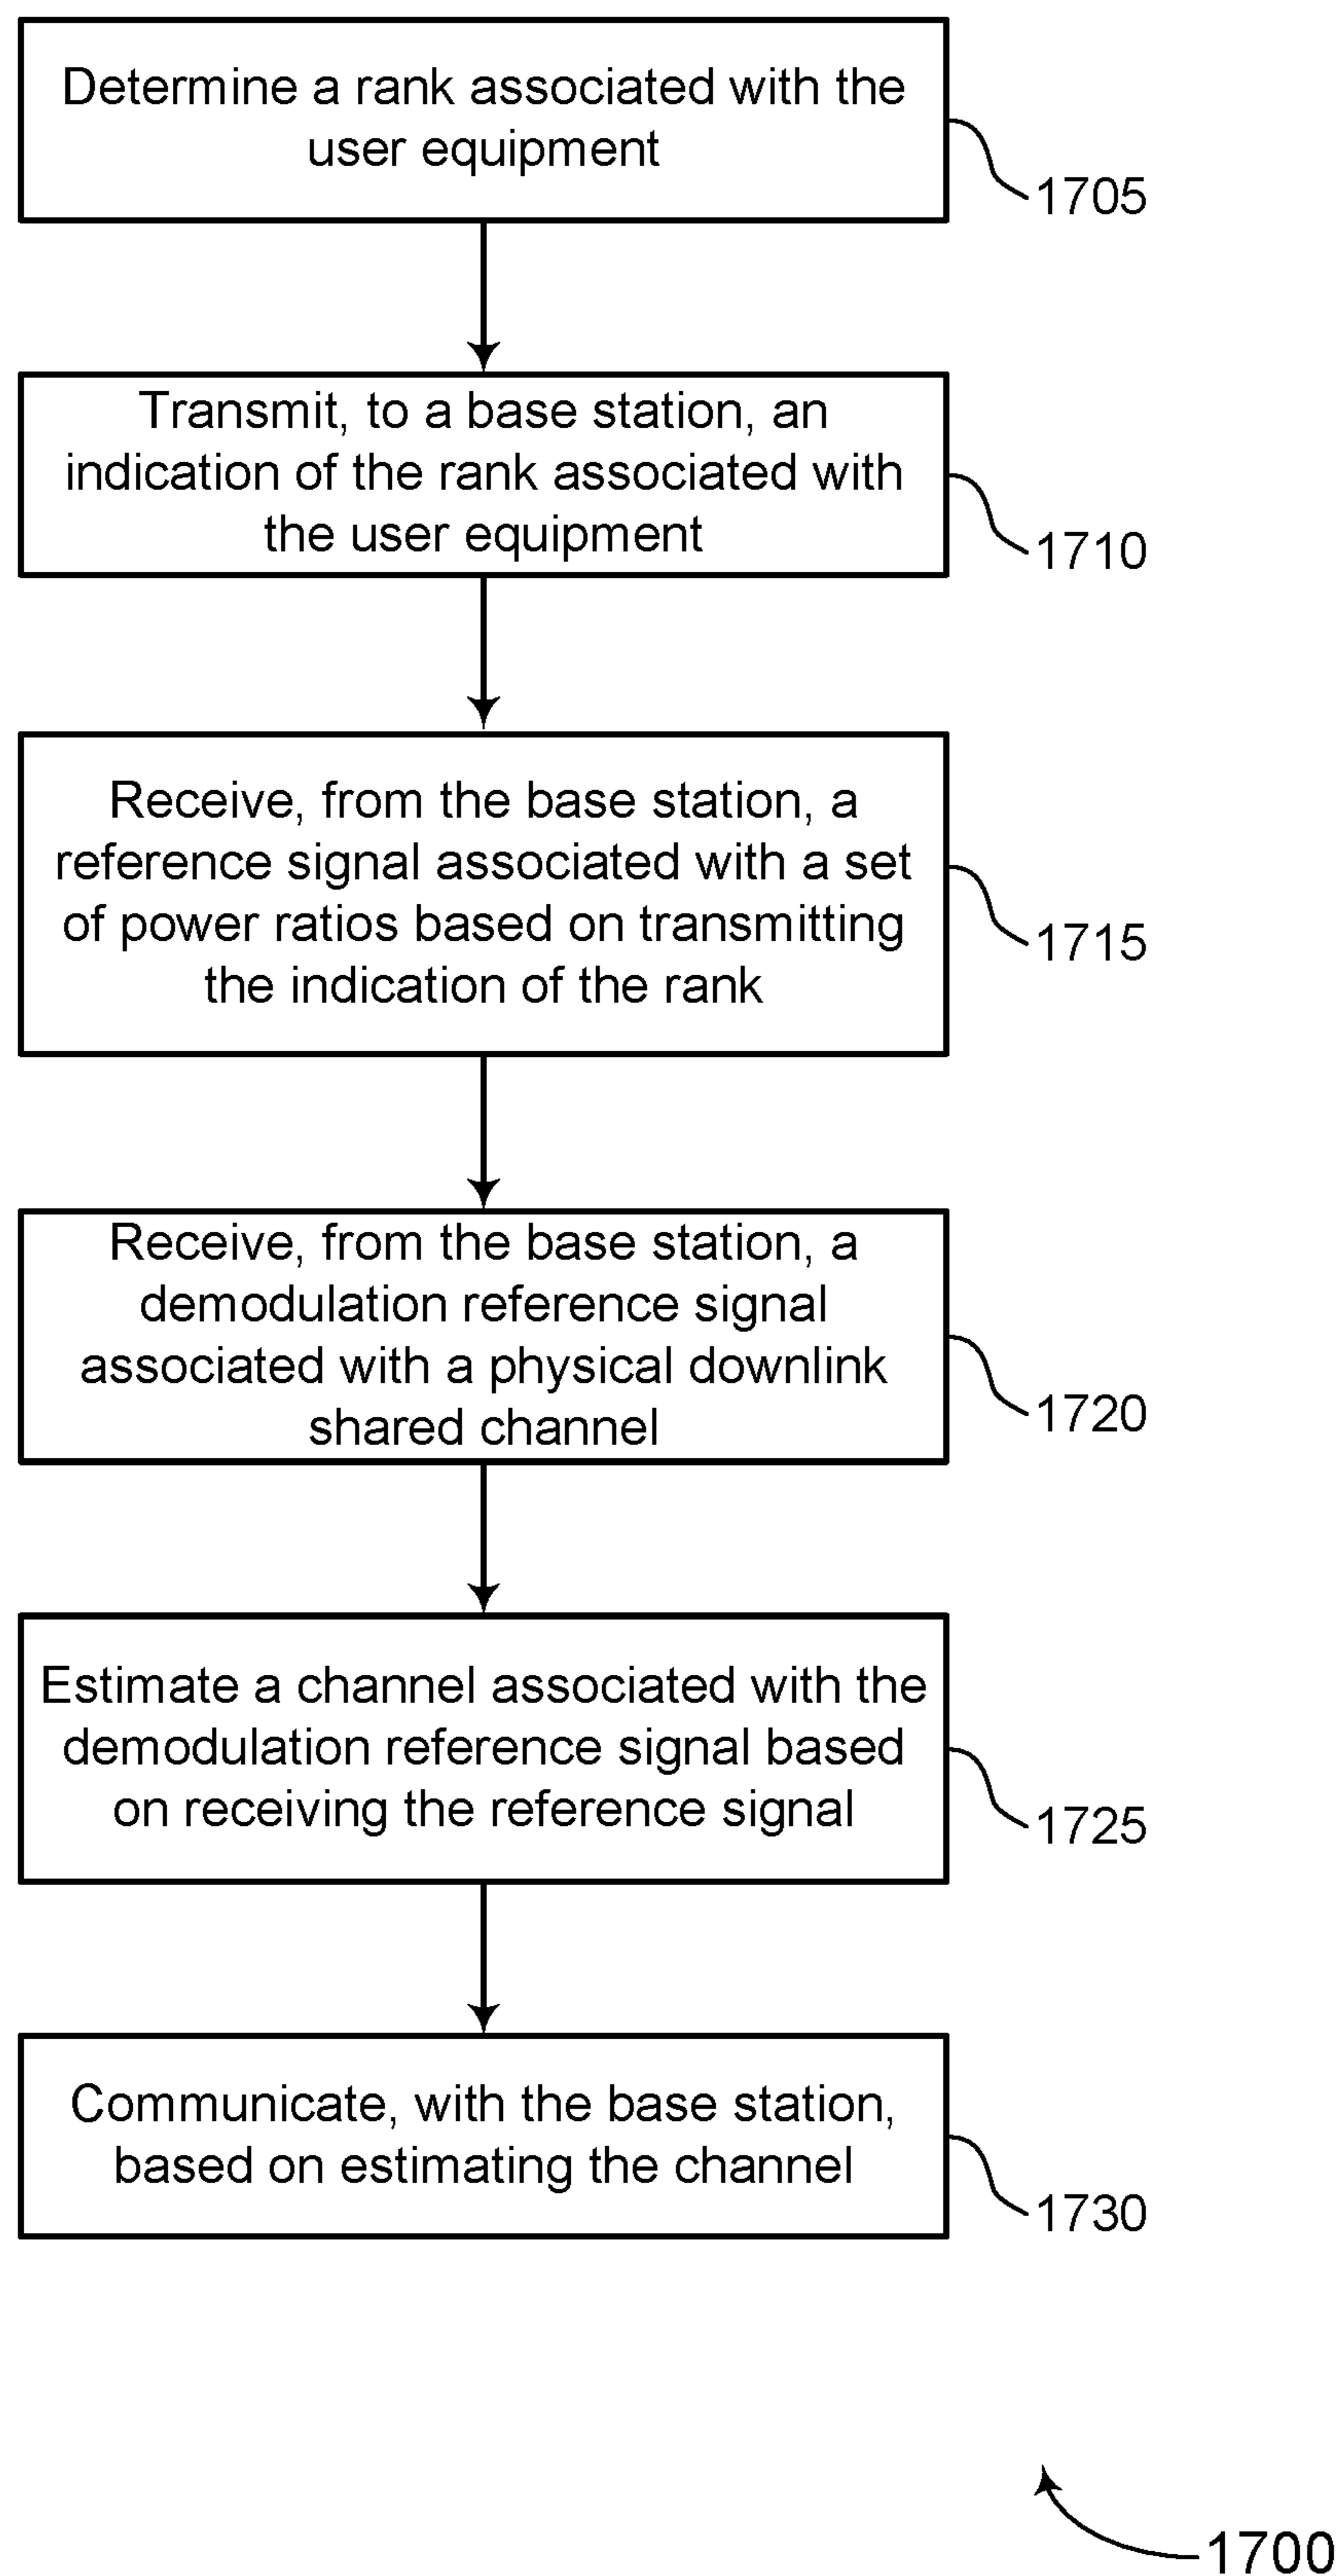 Determine a rank associated with the
user equipment
1705
Transmit, to a base station, an
indication of the rank associated with
the user equipment
1710
Receive, from the base station, a
reference signal associated with a set
of power ratios based on transmitting
the indication of the rank
1715
Receive, from the base station, a
demodulation reference signal
associated with a physical downlink
shared channel
1720
Estimate a channel associated with the
demodulation reference signal based
on receiving the reference signal
1725
Communicate, with the base station,
based on estimating the channel
1730
1700